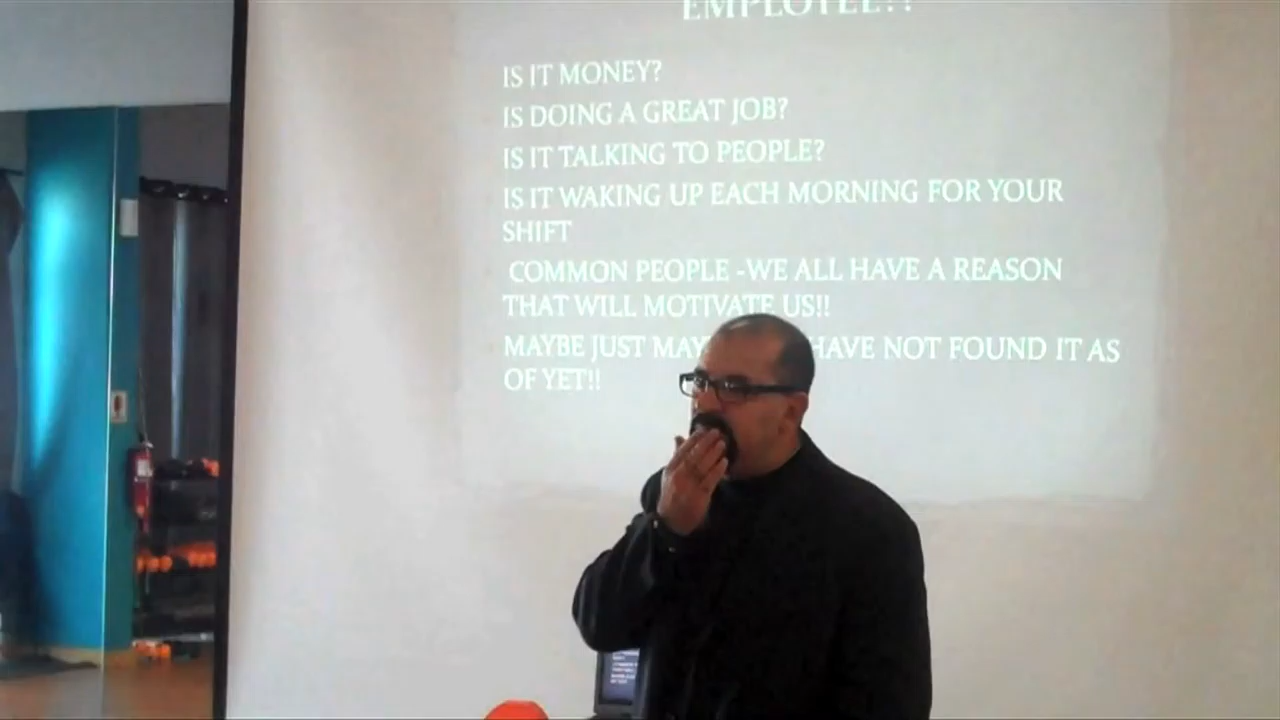 EMPLOYEE!!
IS IT MONEY?
IS DOING A GREAT JOB?
IS IT TALKING TO PEOPLE?
IS IT WAKING UP EACH MORNING FOR YOUR
SHIFT
COMMON PEOPLE -WE ALL HAVE A REASON
THAT WILL MOTIVATE US!!
MAYBE JUST HAVE NOT FOUND IT AS
OF YET!!